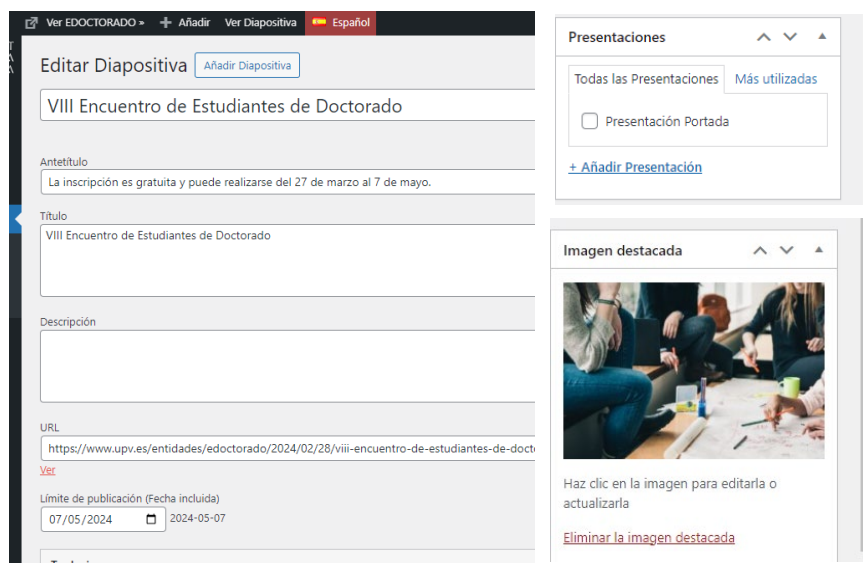 Ver EDOCTORADO »
Añadir
Ver Diapositiva
Español
Editar Diapositiva
Añadir Diapositiva
VIII Encuentro de Estudiantes de Doctorado
Antetítulo
La inscripción es gratuita y puede realizarse del 27 de marzo al 7 de mayo.
Título
VIII Encuentro de Estudiantes de Doctorado
Descripción
URL
https://www.upv.es/entidades/edoctorado/2024/02/28/viii-encuentro-de-estudiantes-de-docto
Ver
Límite de publicación (Fecha incluida)
07/05/2024
2024-05-07
Presentaciones
Todas las Presentaciones
Más utilizadas
Presentación Portada
+ Añadir Presentación
Imagen destacada
Haz clic en la imagen para editarla o
actualizarla
Eliminar la imagen destacada